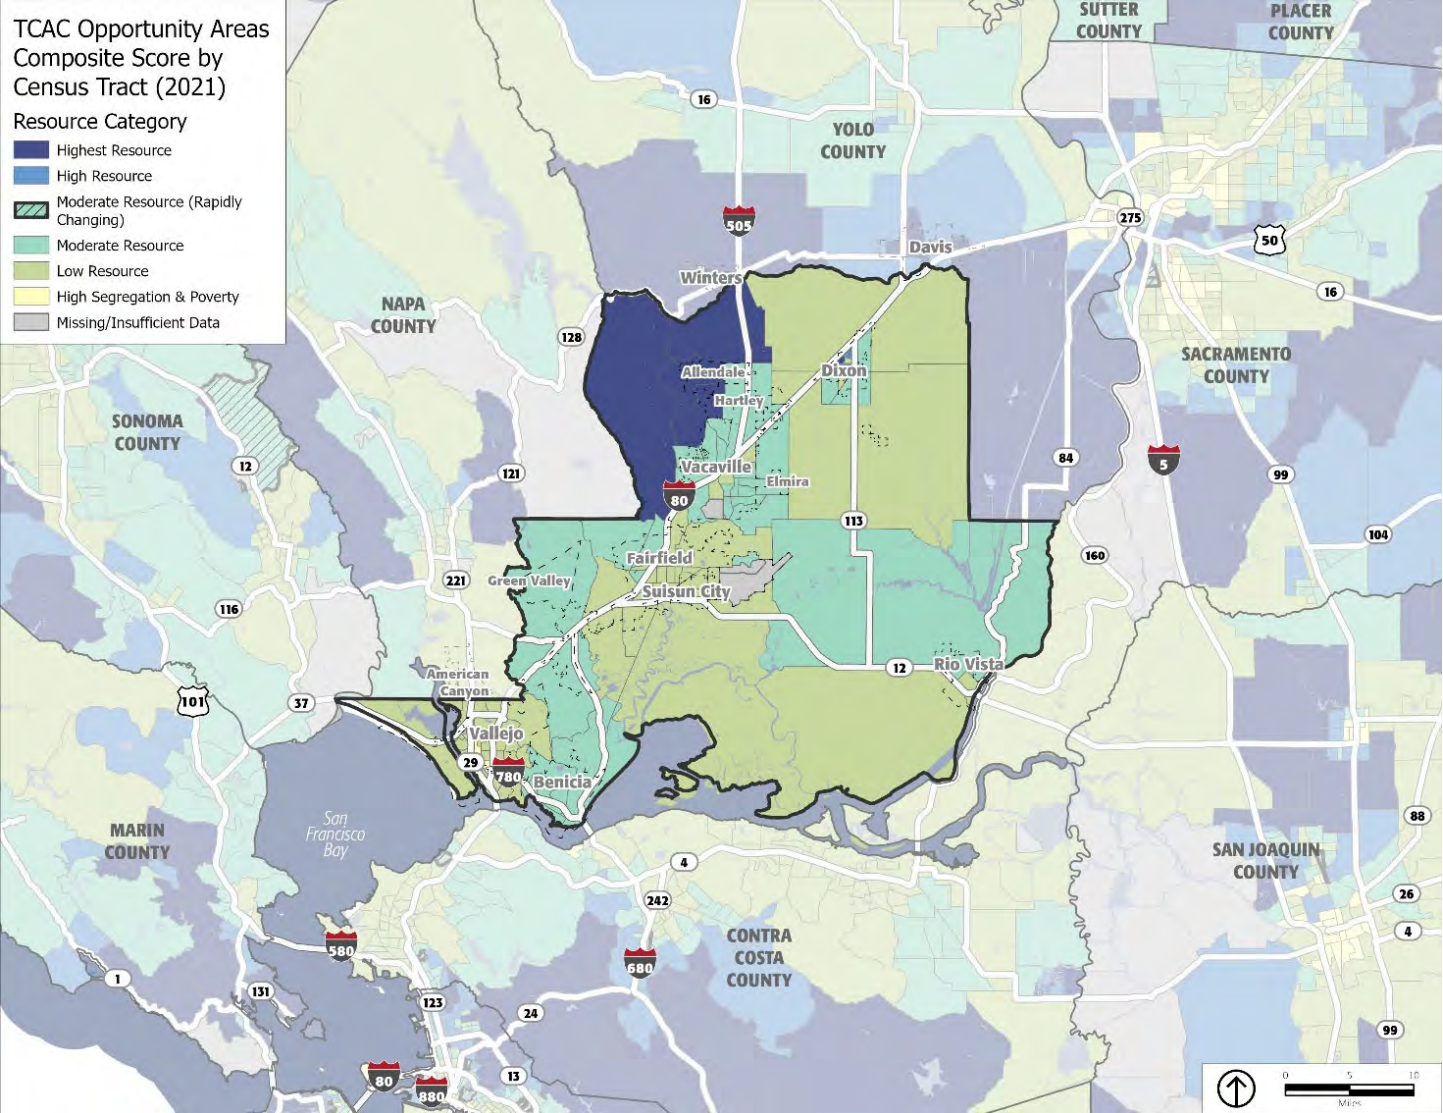 TCAC Opportunity Areas
Composite Score by
Census Tract (2021)
Resource Category
Highest Resource
High Resource
Moderate Resource (Rapidly
Changing)
Moderate Resource
Low Resource
High Segregation & Poverty
Missing/Insufficient Data
SUTTER
COUNTY
PLACER
COUNTY
16
YOLO
COUNTY
505
275
50
Davis
Winters
16
NAPA
COUNTY
128
SACRAMENTO
COUNTY
Allendale
Dixon
Hartley
SONOMA
COUNTY
12
121
Vacaville
Elmira
80
84
5
99
113
104
160
Fairfield
Green Valley
221
Suisun City
116
12
Rio Vista
American
Canyon
101
37
Vallejo
29
780
Benicia
San
Francisco
Bay
MARIN
COUNTY
88
SAN JOAQUIN
COUNTY
4
242
26
4
CONTRA
COSTA
COUNTY
580
680
1
131
123
24
99
80
880
13
0 5 10
Miles